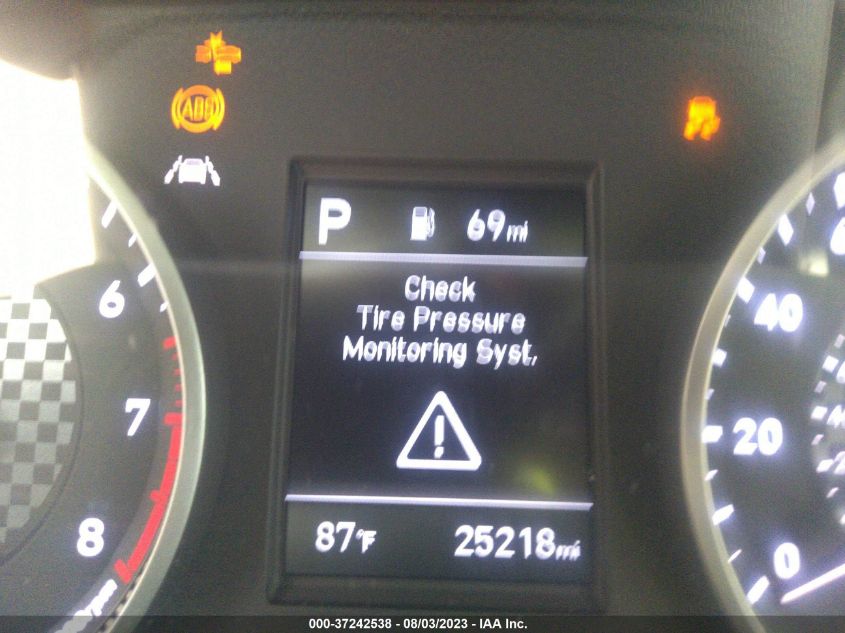 ABS
P 69mi
Check
Tire Pressure
Monitoring Syst.
87°F 25218mi
6
7
8
40
20
0
000-37242538 - 08/03/2023 - IAA Inc.